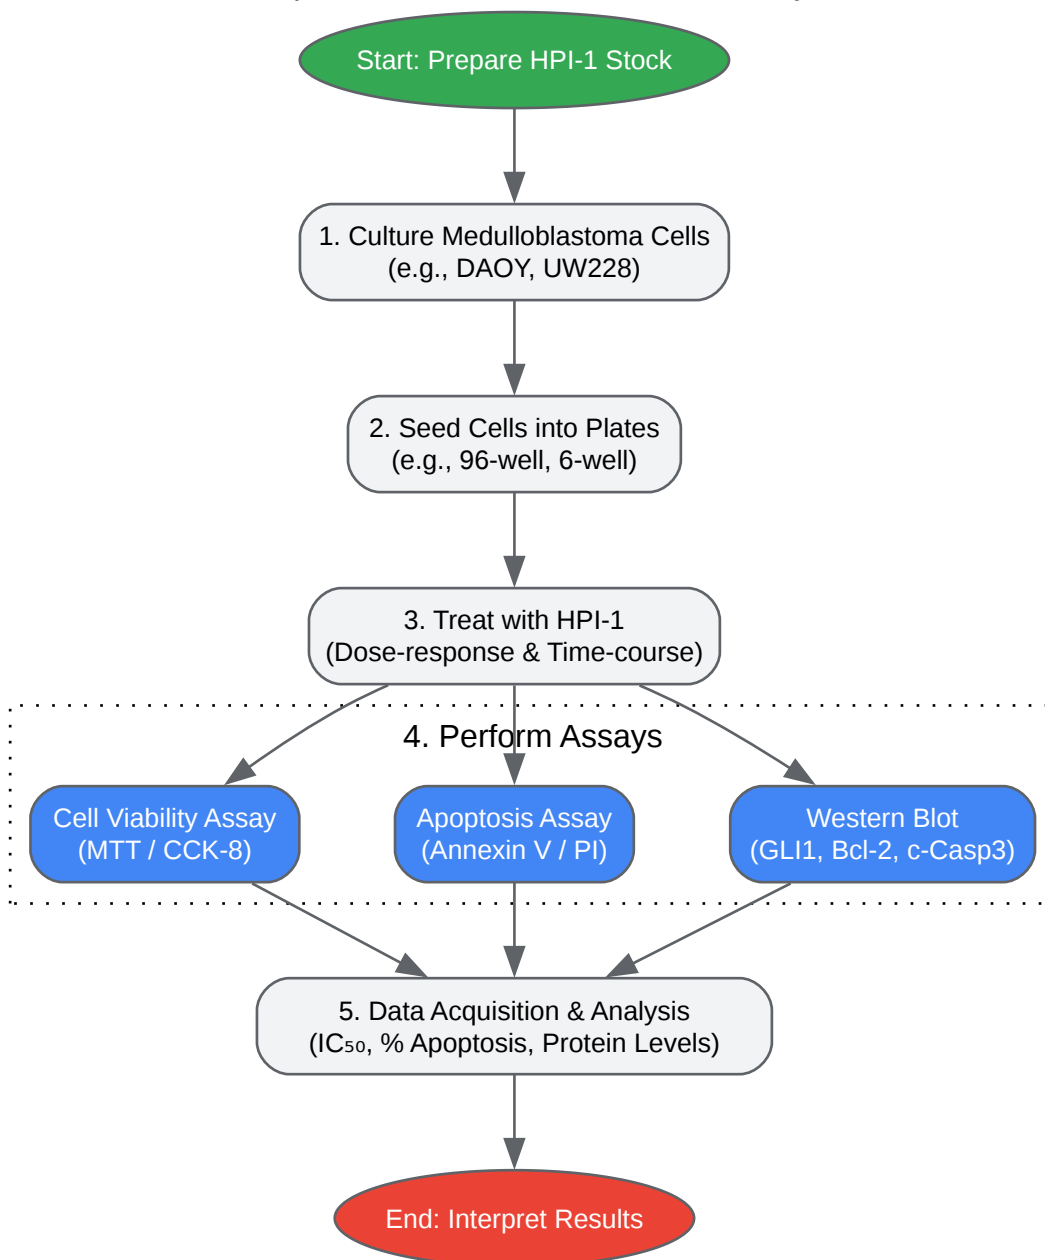 Start: Prepare HPI-1 Stock
1. Culture Medulloblastoma Cells
(e.g., DAOY, UW228)
2. Seed Cells into Plates
(e.g., 96-well, 6-well)
3. Treat with HPI-1
(Dose-response & Time-course)
4. Perform Assays
Cell Viability Assay
(MTT / CCK-8)
Apoptosis Assay
(Annexin V / PI)
Western Blot
(GLI1, Bcl-2, c-Casp3)
5. Data Acquisition & Analysis
(IC₅₀, % Apoptosis, Protein Levels)
End: Interpret Results